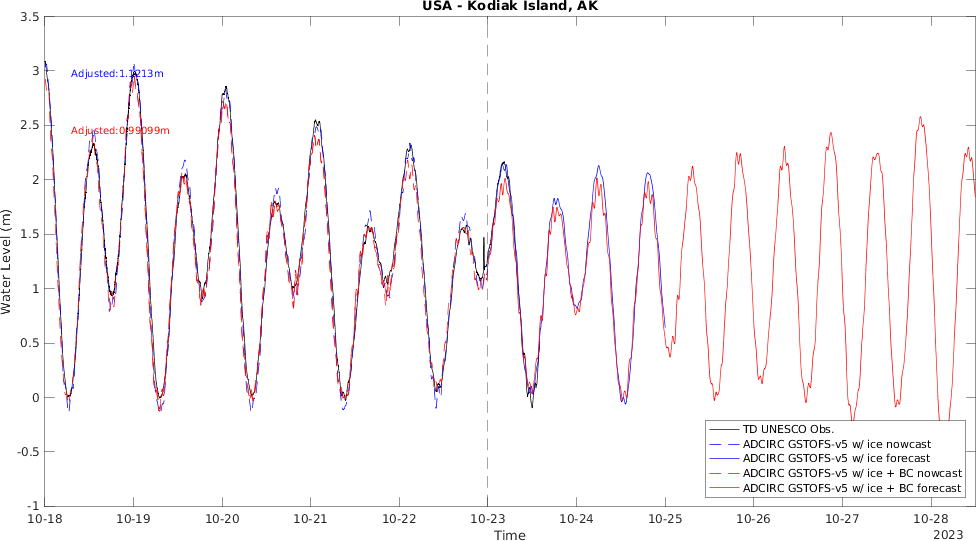 USA - Kodiak Island, AK
3.5
3
2.5
2
1.5
1
0.5
0
-0.5
-1
Water Level (m)
Adjusted:1.1213m
Adjusted:0.99099m
TD UNESCO Obs.
ADCIRC GSTOFS-v5 w/ ice nowcast
ADCIRC GSTOFS-v5 w/ ice forecast
ADCIRC GSTOFS-v5 w/ ice + BC nowcast
ADCIRC GSTOFS-v5 w/ ice + BC forecast
10-18 10-19 10-20 10-21 10-22 10-23 10-24 10-25 10-26 10-27 10-28
Time
2023